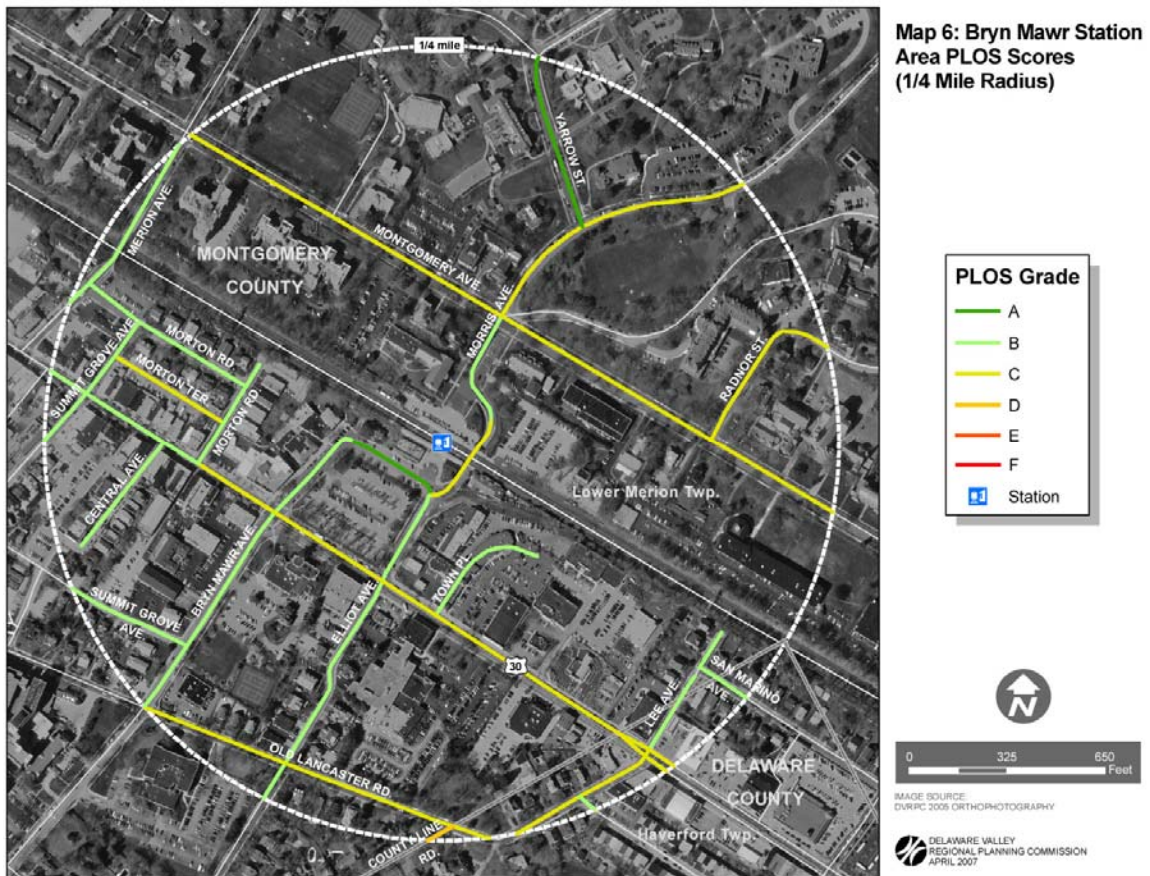 Map 6: Bryn Mawr Station
Area PLOS Scores
(1/4 Mile Radius)
1/4 mile
YARROW ST.
MERION AVE.
MONTGOMERY AVE.
MONTGOMERY
COUNTY
MORRIS AVE.
RADNOR ST.
MORTON RD.
SUMMIT GROVE AVE.
MORTON TER.
MORTON RD.
CENTRAL AVE.
Lower Merion Twp.
BRYN MAWR AVE.
TOWN PL.
ELLIOT AVE.
SUMMIT GROVE
AVE.
30
SAN MARINO
AVE.
LEE AVE.
OLD LANCASTER RD.
DELAWARE
COUNTY
COUNTY LINE
RD.
Haverford Twp.
PLOS Grade
A
B
C
D
E
F
Station
N
0 325 650
Feet
IMAGE SOURCE:
DVRPC 2005 ORTHOPHOTOGRAPHY
DELAWARE VALLEY
REGIONAL PLANNING COMMISSION
APRIL 2007